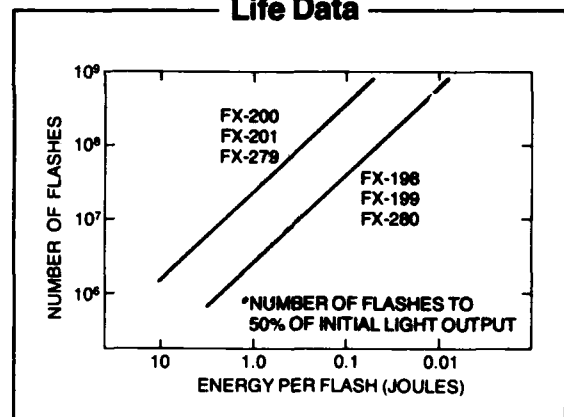 Life Data
10⁹
10⁸
10⁷
10⁶
NUMBER OF FLASHES
FX-200
FX-201
FX-279
FX-198
FX-199
FX-280
*NUMBER OF FLASHES TO
50% OF INITIAL LIGHT OUTPUT
10 1.0 0.1 0.01
ENERGY PER FLASH (JOULES)